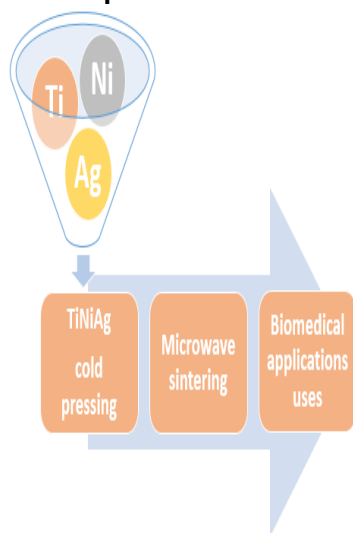 Ni
Ti
Ag
TiNiAg
cold
pressing
Microwave
sintering
Biomedical
applications
uses